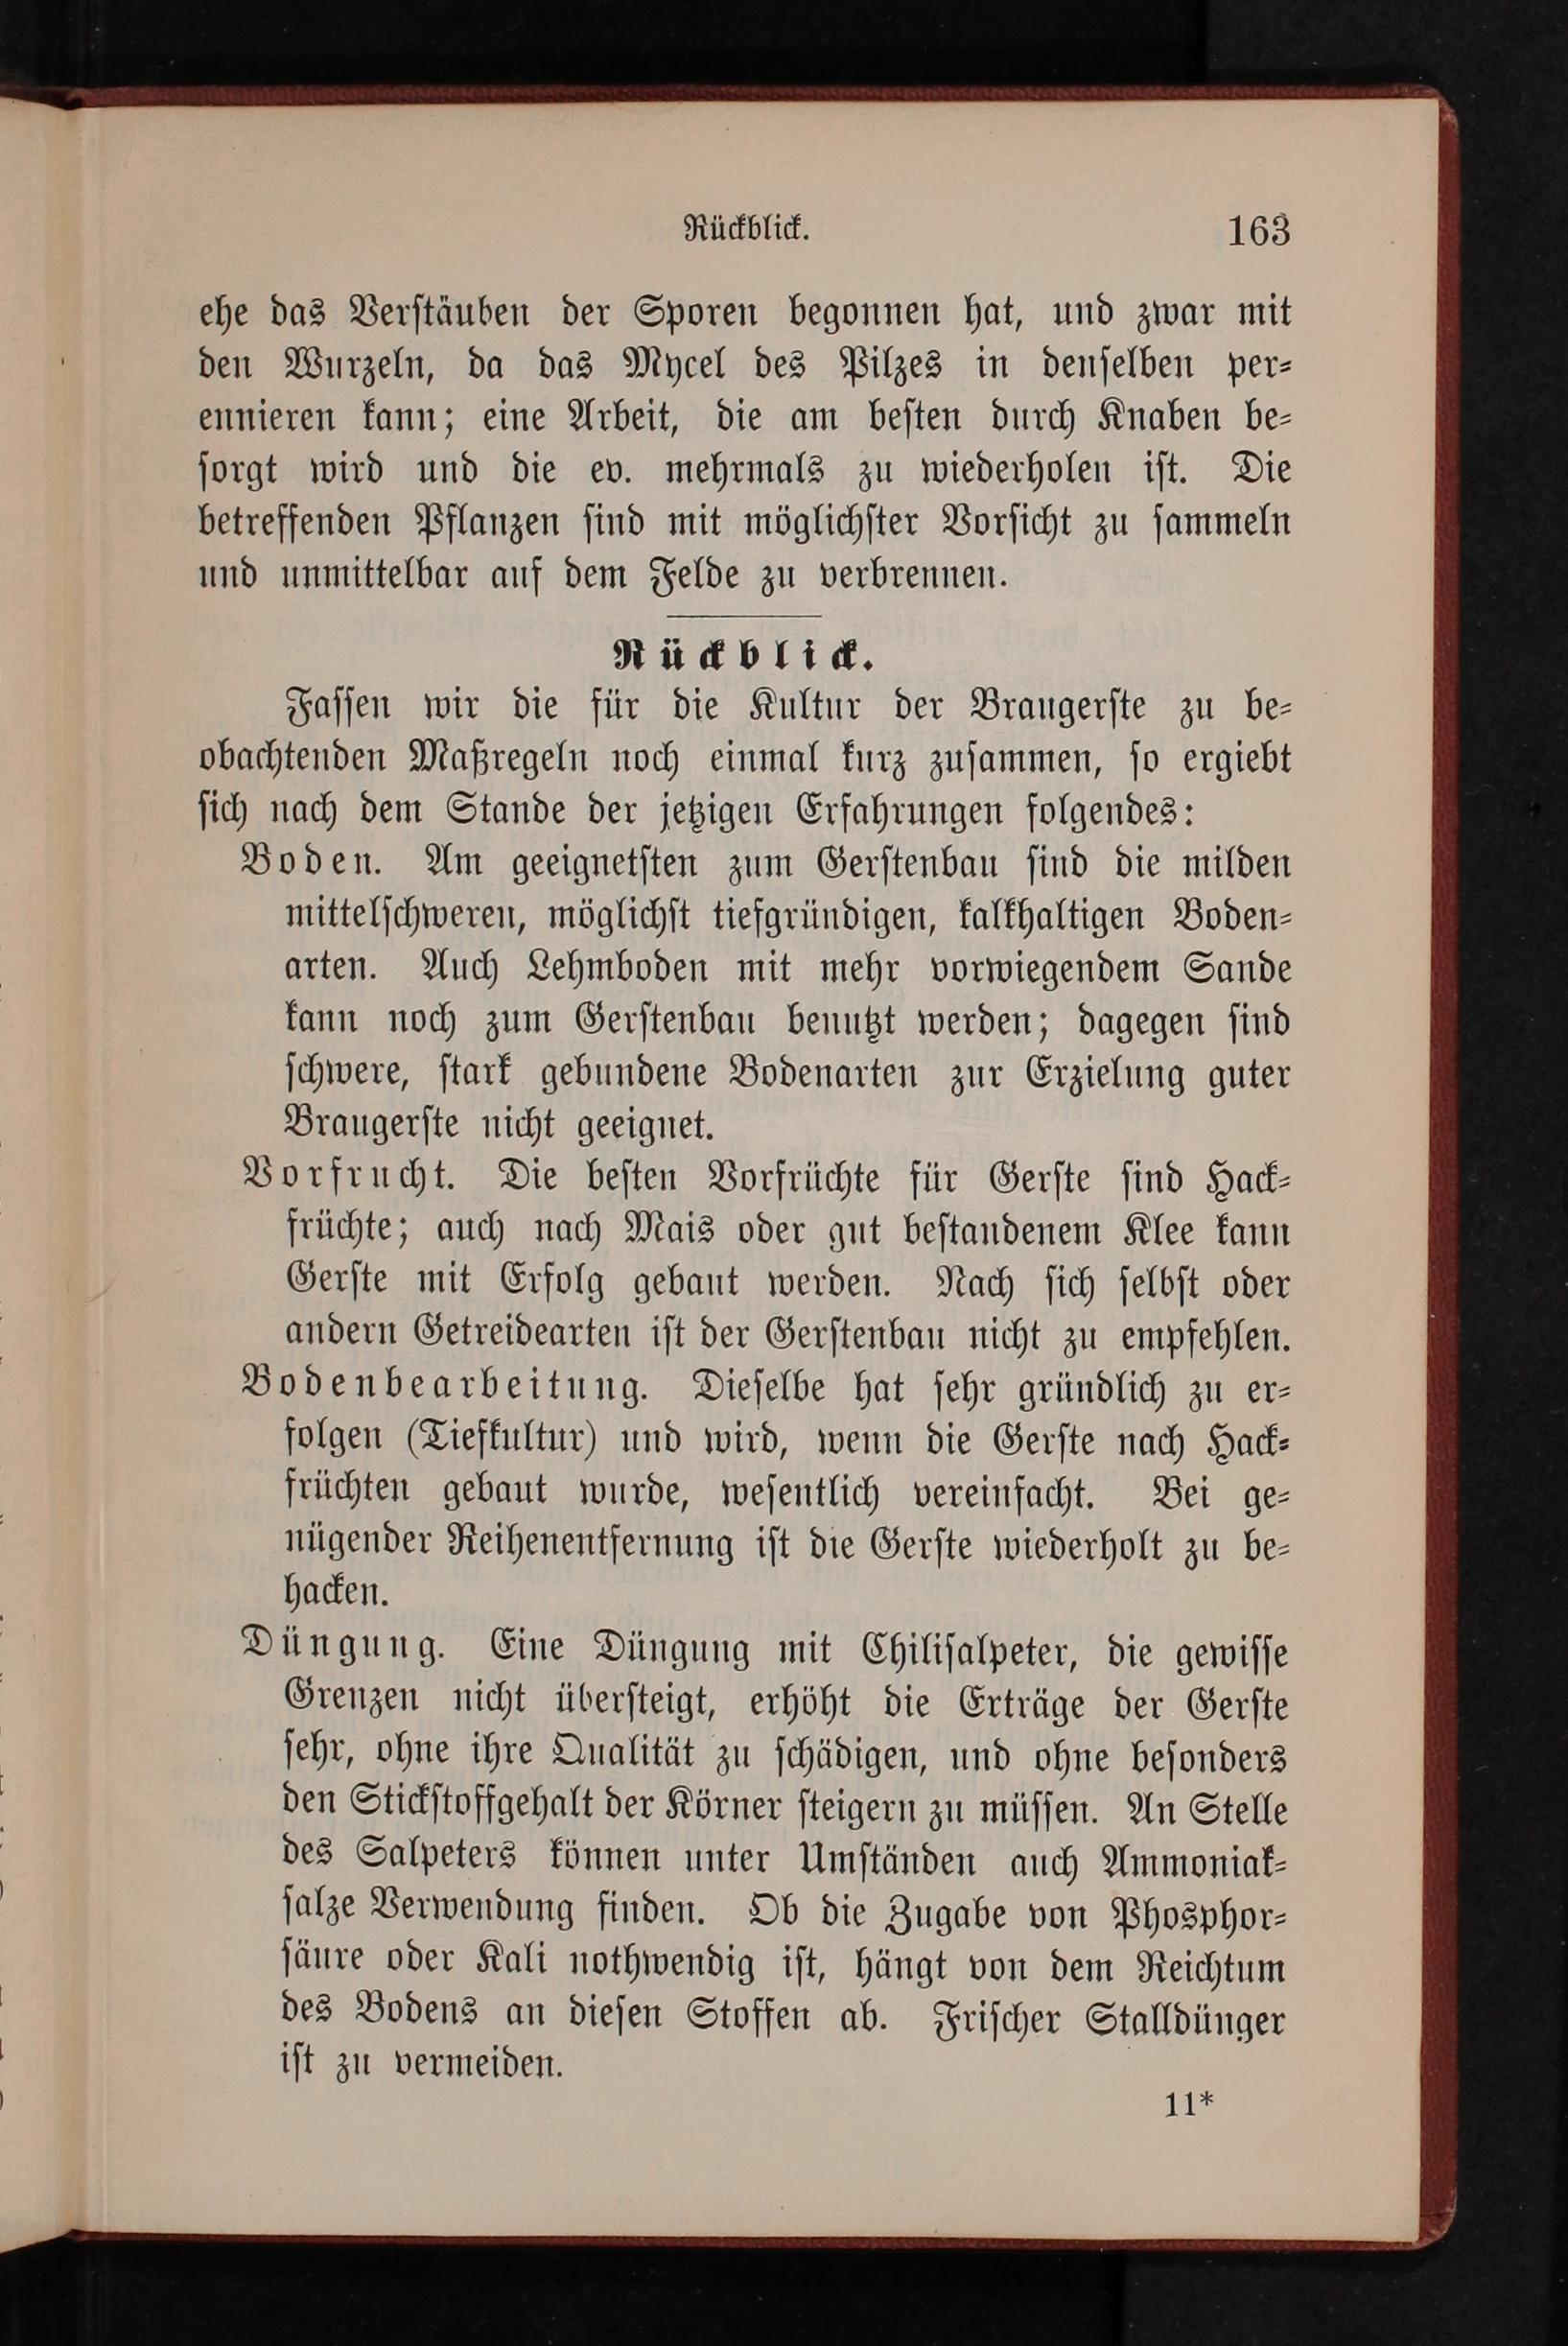 Rückblick. 163
ehe das Verstäuben der Sporen begonnen hat, und zwar mit
den Wurzeln, da das Mycel des Pilzes in denselben per-
ennieren kann; eine Arbeit, die am besten durch Knaben be-
sorgt wird und die ev. mehrmals zu wiederholen ist. Die
betreffenden Pflanzen sind mit möglichster Vorsicht zu sammeln
und unmittelbar auf dem Felde zu verbrennen.
Rückblick.
Fassen wir die für die Kultur der Braugerste zu be-
obachtenden Maßregeln noch einmal kurz zusammen, so ergiebt
sich nach dem Stande der jetzigen Erfahrungen folgendes:
Boden. Am geeignetsten zum Gerstenbau sind die milden
mittelschweren, möglichst tiefgründigen, kalkhaltigen Boden-
arten. Auch Lehmboden mit mehr vorwiegendem Sande
kann noch zum Gerstenbau benutzt werden; dagegen sind
schwere, stark gebundene Bodenarten zur Erzielung guter
Braugerste nicht geeignet.
Vorfrucht. Die besten Vorfrüchte für Gerste sind Hack-
früchte; auch nach Mais oder gut bestandenem Klee kann
Gerste mit Erfolg gebaut werden. Nach sich selbst oder
andern Getreidearten ist der Gerstenbau nicht zu empfehlen.
Bodenbearbeitung. Dieselbe hat sehr gründlich zu er-
folgen (Tiefkultur) und wird, wenn die Gerste nach Hack-
früchten gebaut wurde, wesentlich vereinfacht. Bei ge-
nügender Reihenentfernung ist die Gerste wiederholt zu be-
hacken.
Düngung. Eine Düngung mit Chilisalpeter, die gewisse
Grenzen nicht übersteigt, erhöht die Erträge der Gerste
sehr, ohne ihre Qualität zu schädigen, und ohne besonders
den Stickstoffgehalt der Körner steigern zu müssen. An Stelle
des Salpeters können unter Umständen auch Ammoniak-
salze Verwendung finden. Ob die Zugabe von Phosphor-
säure oder Kali nothwendig ist, hängt von dem Reichtum
des Bodens an diesen Stoffen ab. Frischer Stalldünger
ist zu vermeiden.
11*